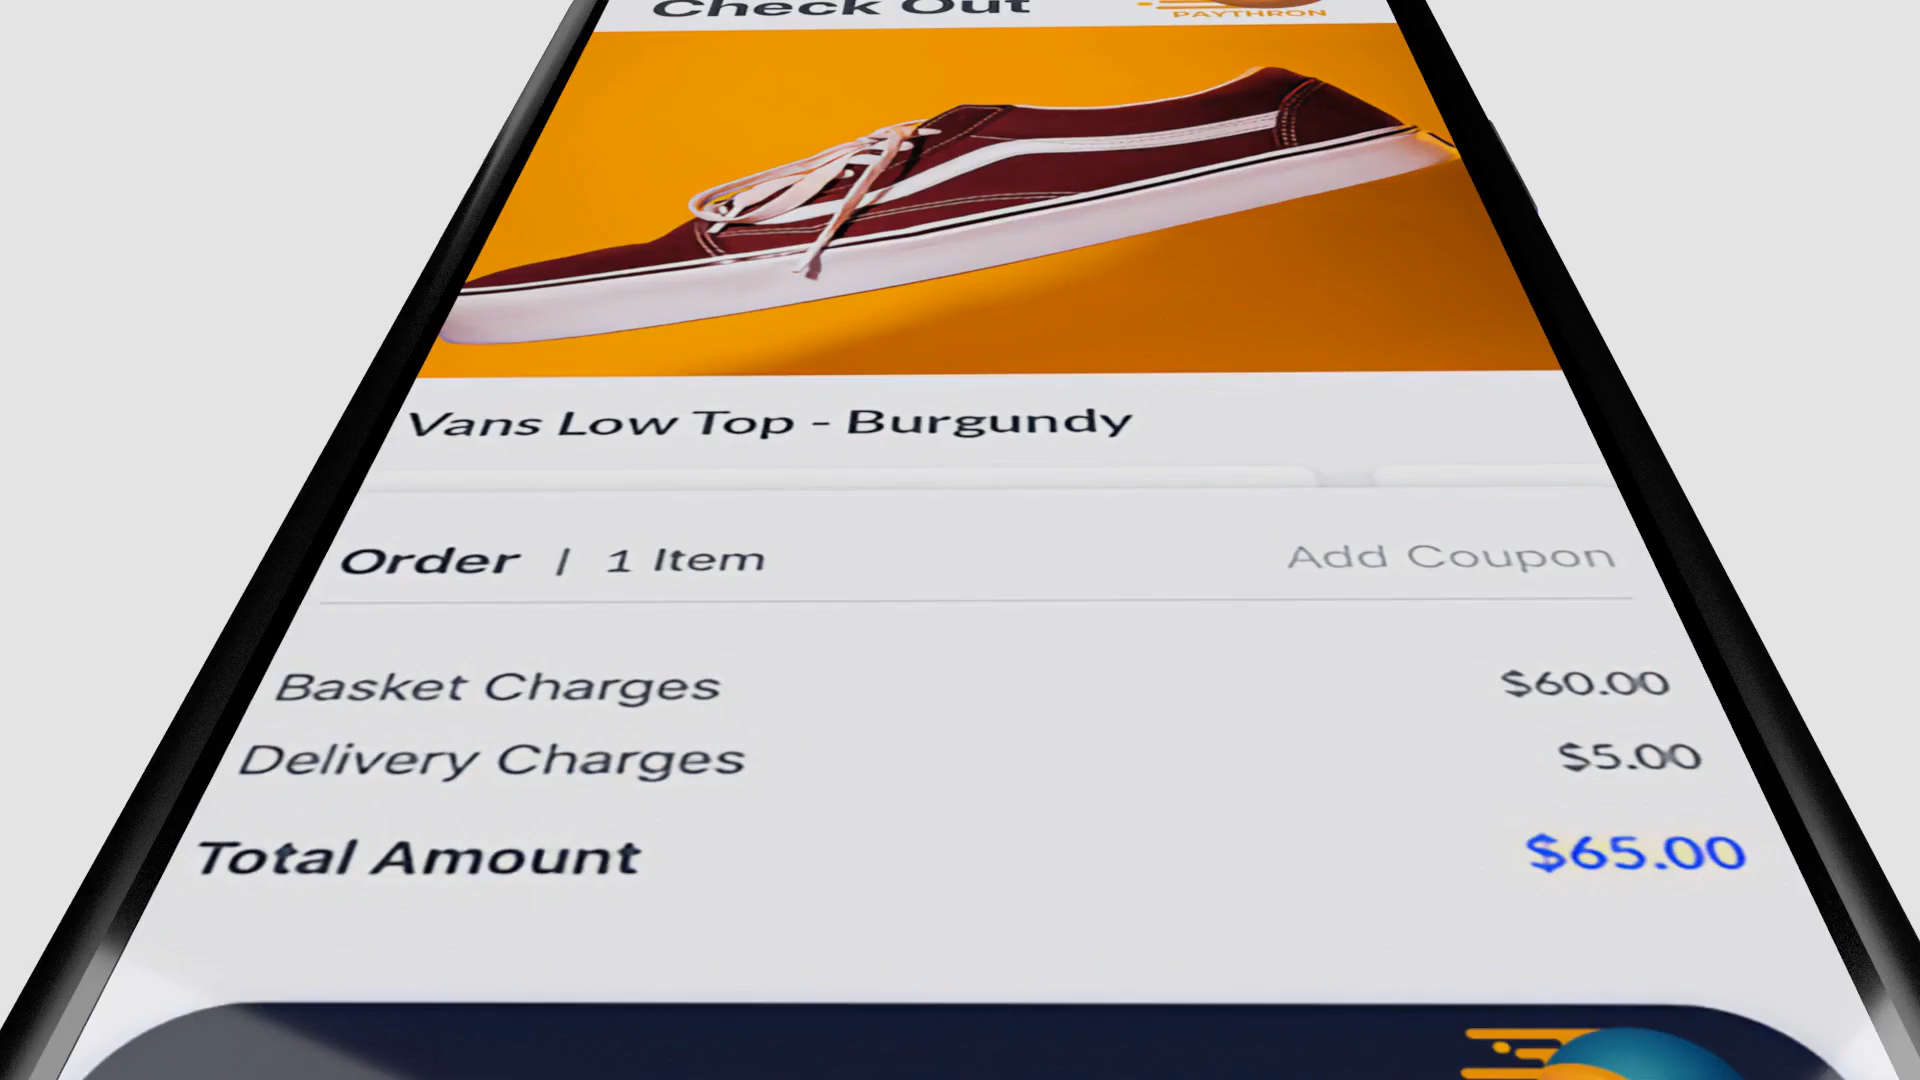 Check Out
PAYTHRON
Vans Low Top - Burgundy
Order | 1 Item
Add Coupon
Basket Charges
$60.00
Delivery Charges
$5.00
Total Amount
$65.00